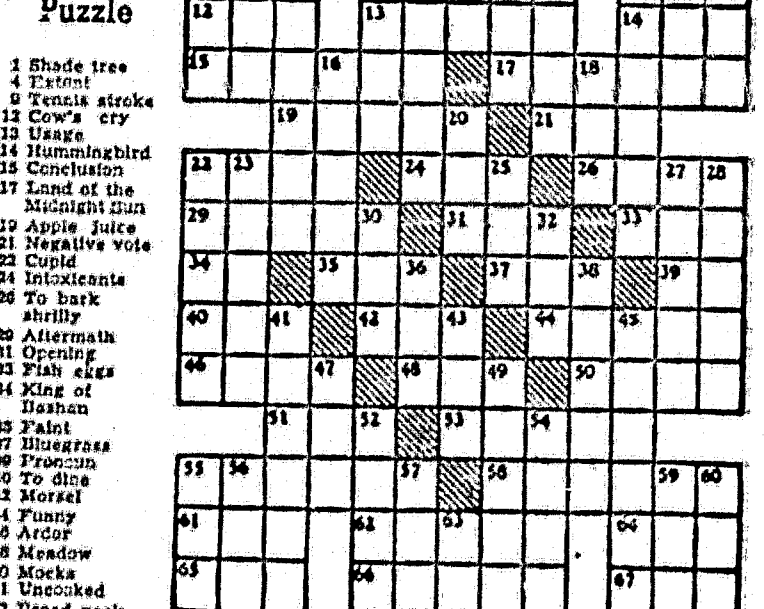 Puzzle
1 Shade tree
4 Extent
9 Tennis stroke
12 Cow's cry
13 Usage
14 Hummingbird
15 Conclusion
17 Land of the
Midnight Sun
19 Apple juice
21 Negative vote
22 Cupid
24 Intoxicants
26 To bark
shrilly
29 Aftermath
31 Opening
33 Fish eggs
34 King of
Bashan
35 Faint
37 Bluegrass
39 Pronoun
40 To dine
42 Morsel
44 Funny
46 Ardor
48 Meadow
50 Mocks
51 Uncooked
12 13 14
15 16 17 18
19 20 21
22 23 24 25 26 27 28
29 30 31 32 33
34 35 36 37 38 39
40 41 42 43 44 45
46 47 48 49 50
51 52 53 54
55 56 57 58 59 60
61 62 63 64
65 66 67